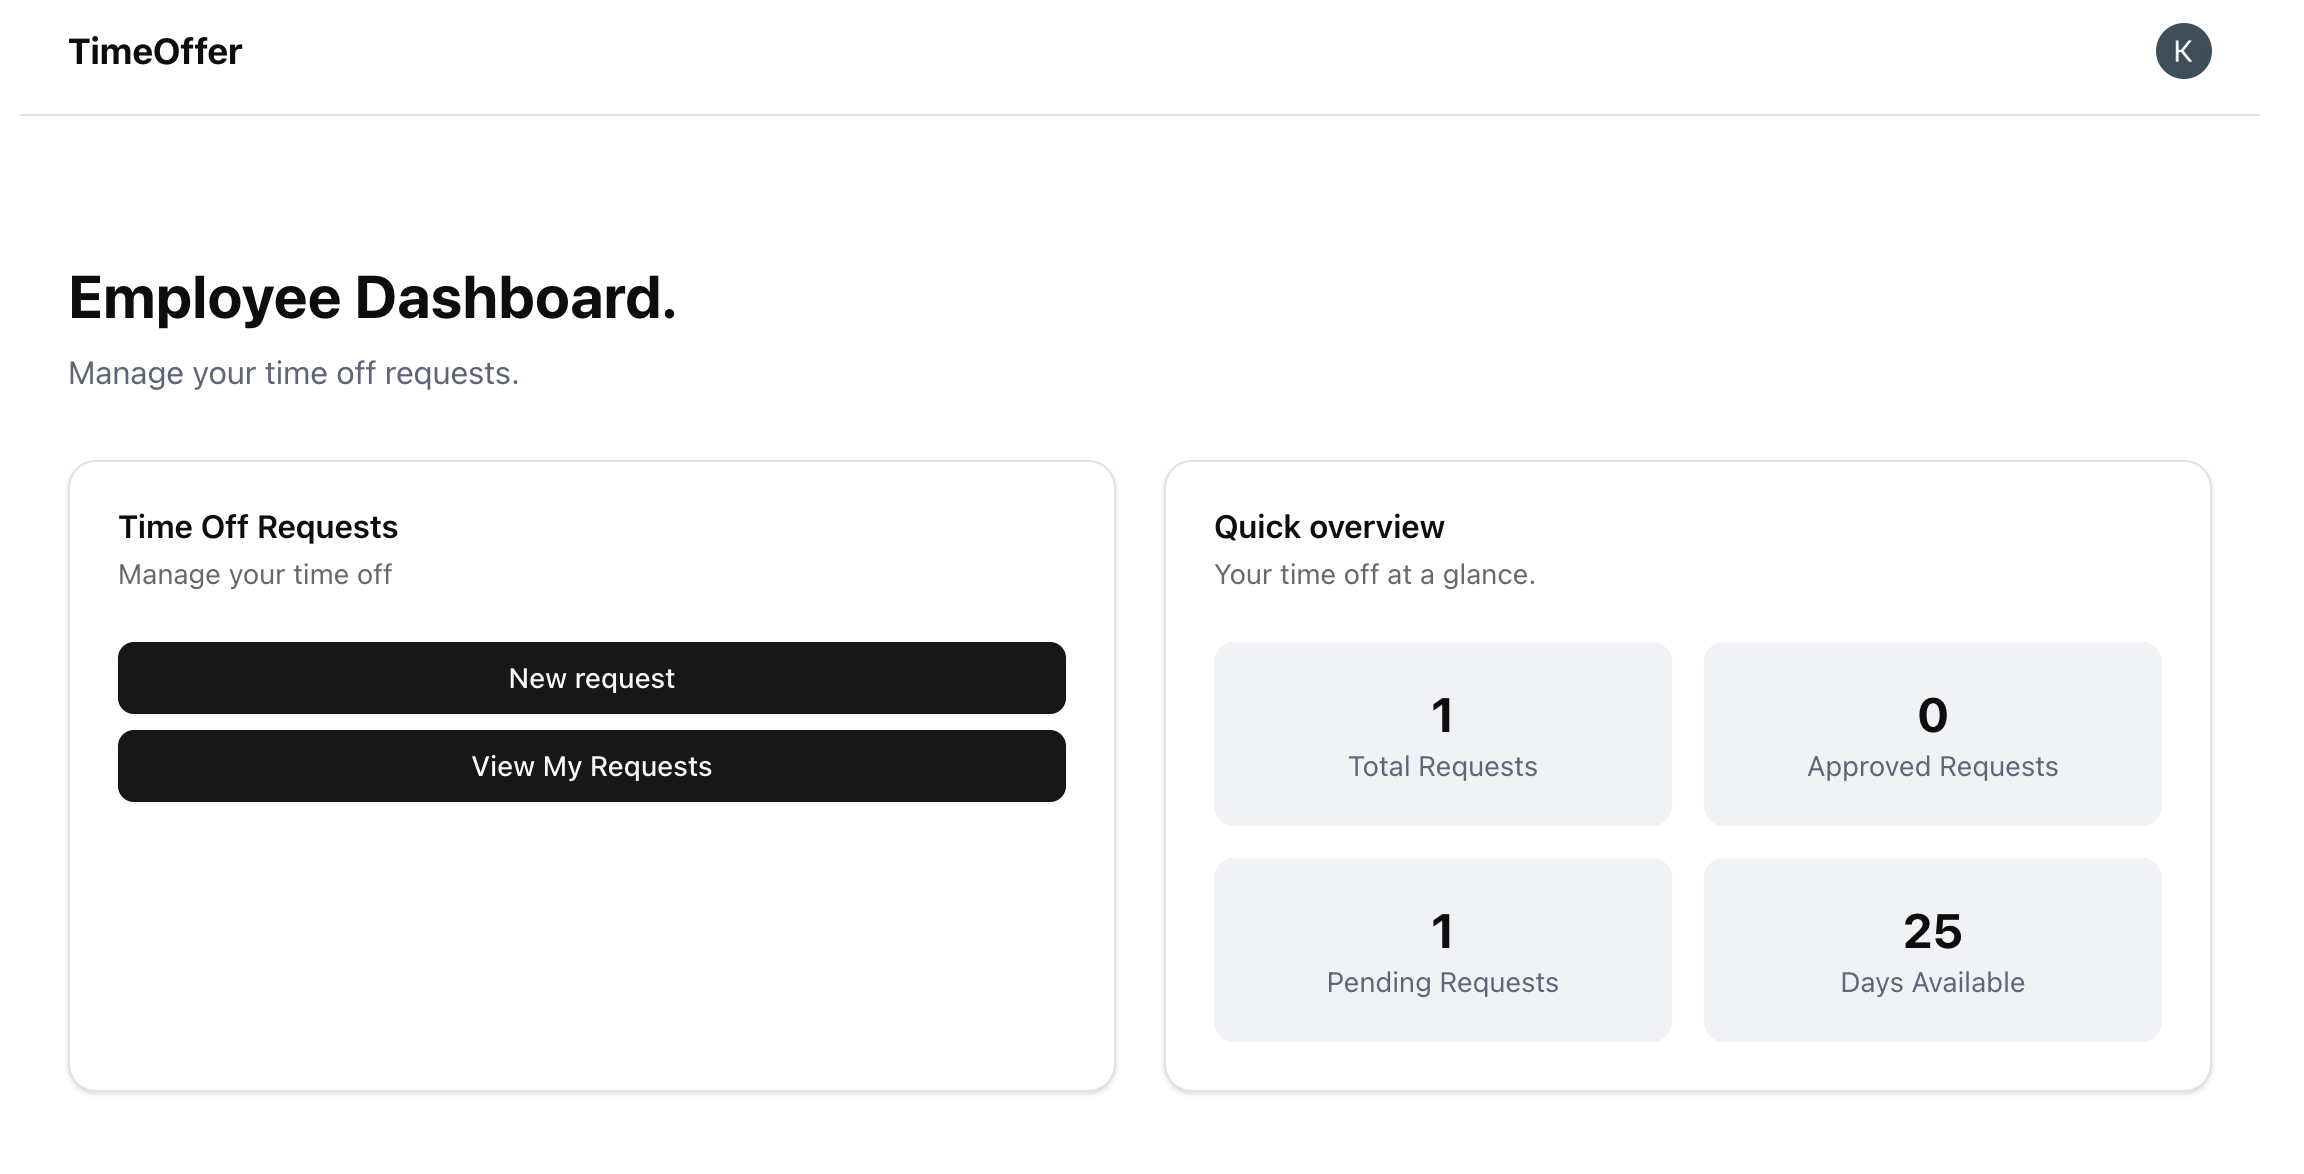 TimeOffer
K
Employee Dashboard.
Manage your time off requests.
Time Off Requests
Manage your time off
New request
View My Requests
Quick overview
Your time off at a glance.
1
Total Requests
0
Approved Requests
1
Pending Requests
25
Days Available